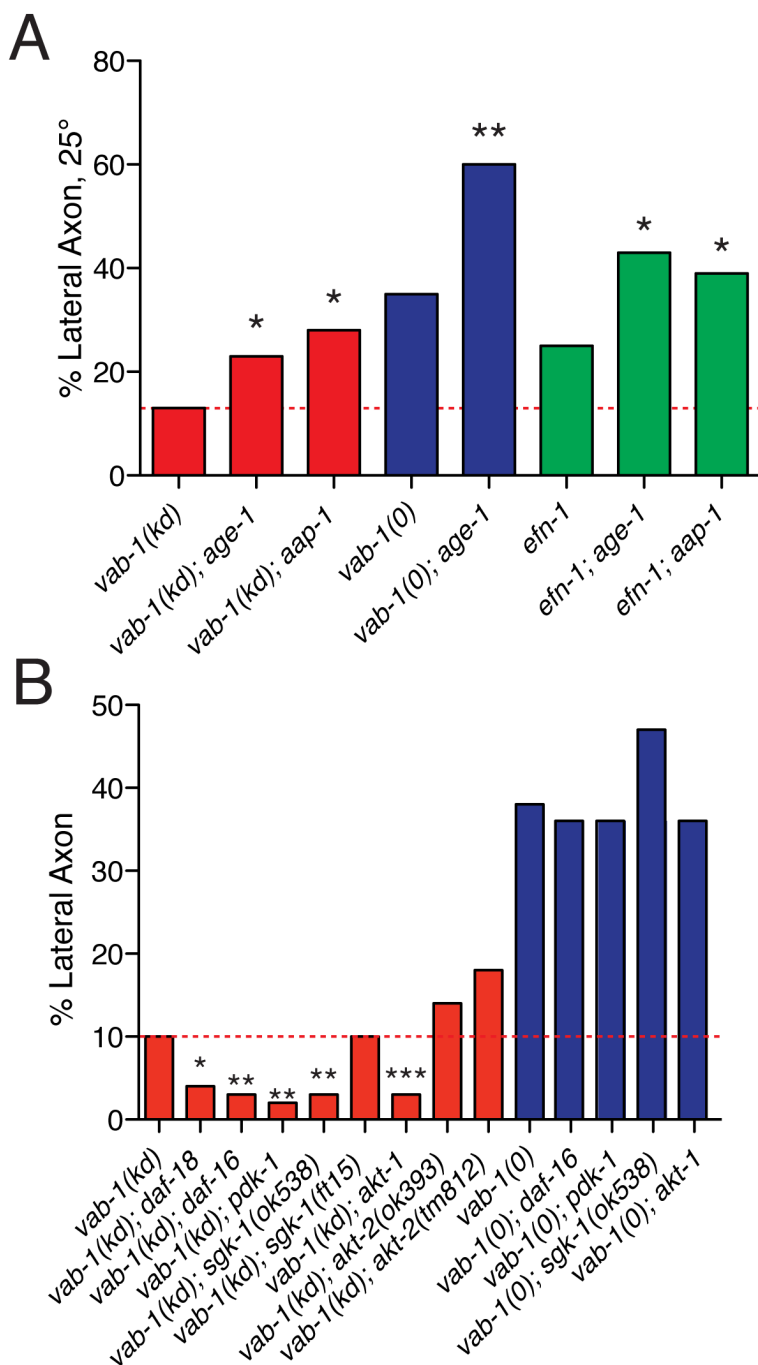 A
% Lateral Axon, 25°
80
60
40
20
0
* * ** * *
vab-1(kd)
vab-1(kd); age-1
vab-1(kd); aap-1
vab-1(0)
vab-1(0); age-1
efn-1
efn-1; age-1
efn-1; aap-1
B
% Lateral Axon
50
40
30
20
10
0
* ** ** ** ***
vab-1(kd)
vab-1(kd); daf-18
vab-1(kd); daf-16
vab-1(kd); pdk-1
vab-1(kd); sgk-1(ok538)
vab-1(kd); sgk-1(ft15)
vab-1(kd); akt-1
vab-1(kd); akt-2(ok393)
vab-1(kd); akt-2(tm812)
vab-1(0)
vab-1(0); daf-16
vab-1(0); pdk-1
vab-1(0); sgk-1(ok538)
vab-1(0); akt-1